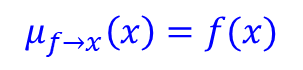 μ_{f→x}(x) = f(x)